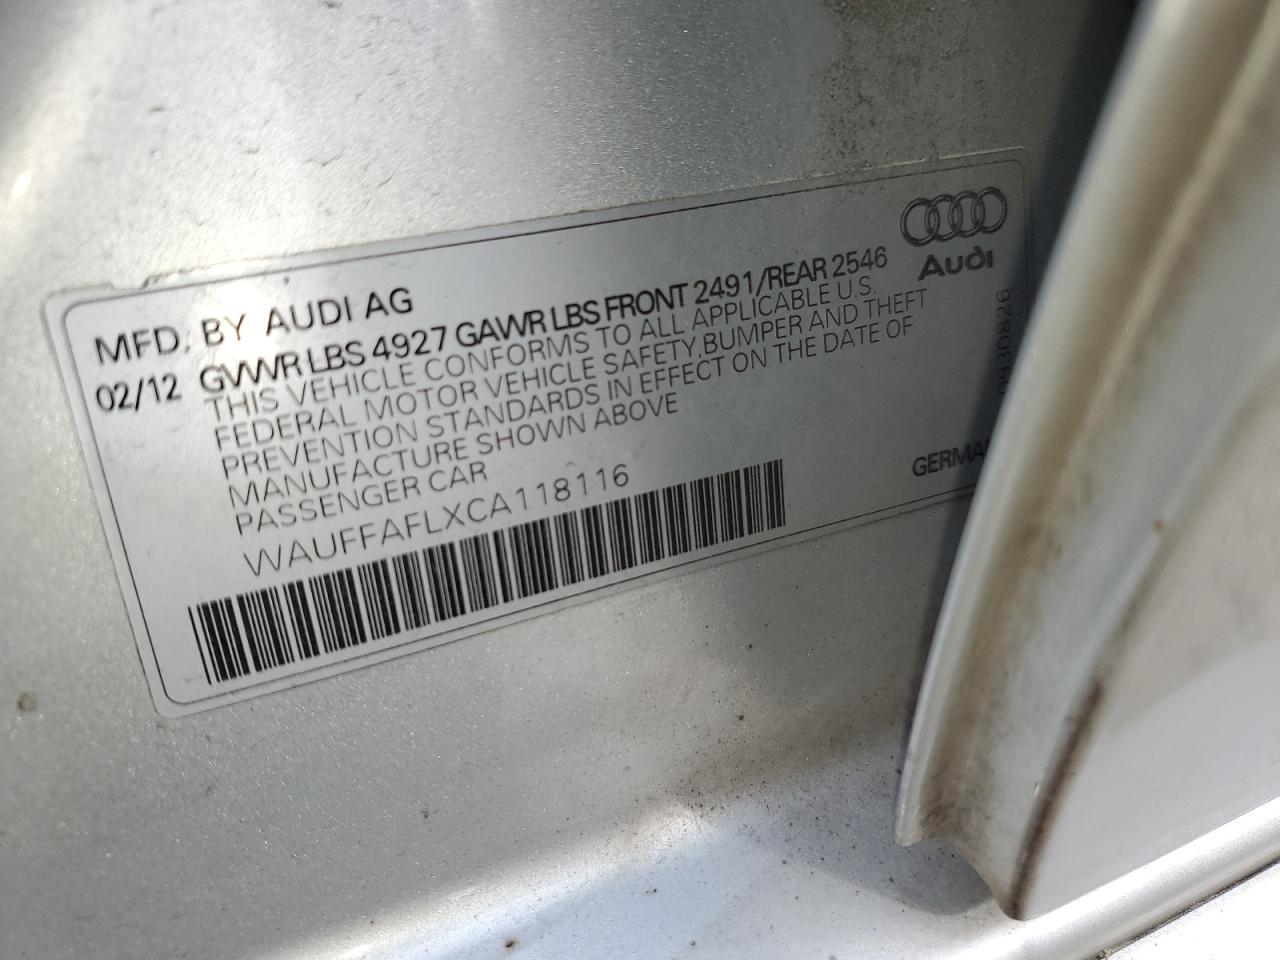 MFD. BY AUDI AG
02/12 GVWR LBS 4927 GAWR LBS FRONT 2491/REAR 2546
THIS VEHICLE CONFORMS TO ALL APPLICABLE U.S.
FEDERAL MOTOR VEHICLE SAFETY, BUMPER AND THEFT
PREVENTION STANDARDS IN EFFECT ON THE DATE OF
MANUFACTURE SHOWN ABOVE
PASSENGER CAR
WAUFFAFLXCA118116
Audi
0930826